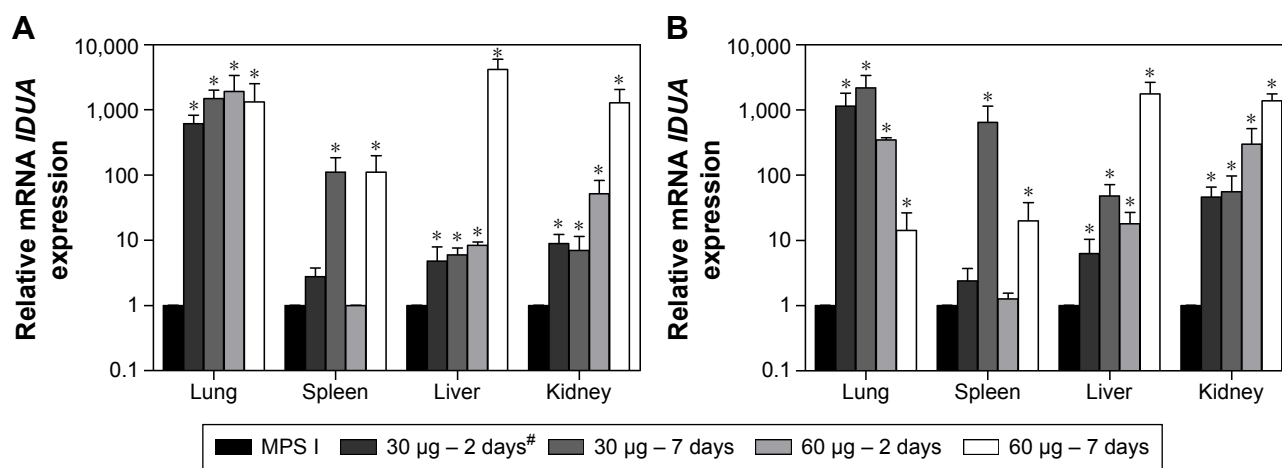 A
Relative mRNA IDUA
expression
10,000
1,000
100
10
1
0.1
* * * *
* *
* * * *
* * * *
Lung Spleen Liver Kidney
B
Relative mRNA IDUA
expression
10,000
1,000
100
10
1
0.1
* * * *
* *
* * * *
* * * *
Lung Spleen Liver Kidney
MPS I 30 µg – 2 days# 30 µg – 7 days 60 µg – 2 days 60 µg – 7 days